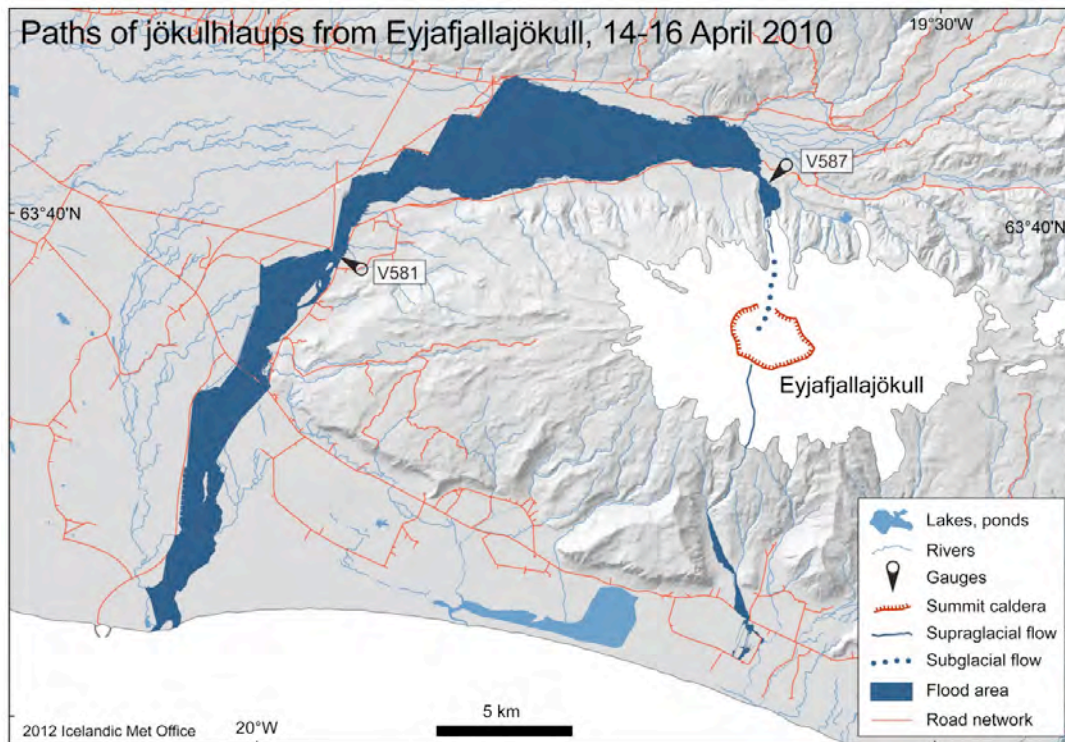 Paths of jökulhlaups from Eyjafjallajökull, 14-16 April 2010
19°30'W
V587
63°40'N
63°40'N
V581
Eyjafjallajökull
Lakes, ponds
Rivers
Gauges
Summit caldera
Supraglacial flow
Subglacial flow
Flood area
Road network
2012 Icelandic Met Office
20°W
5 km